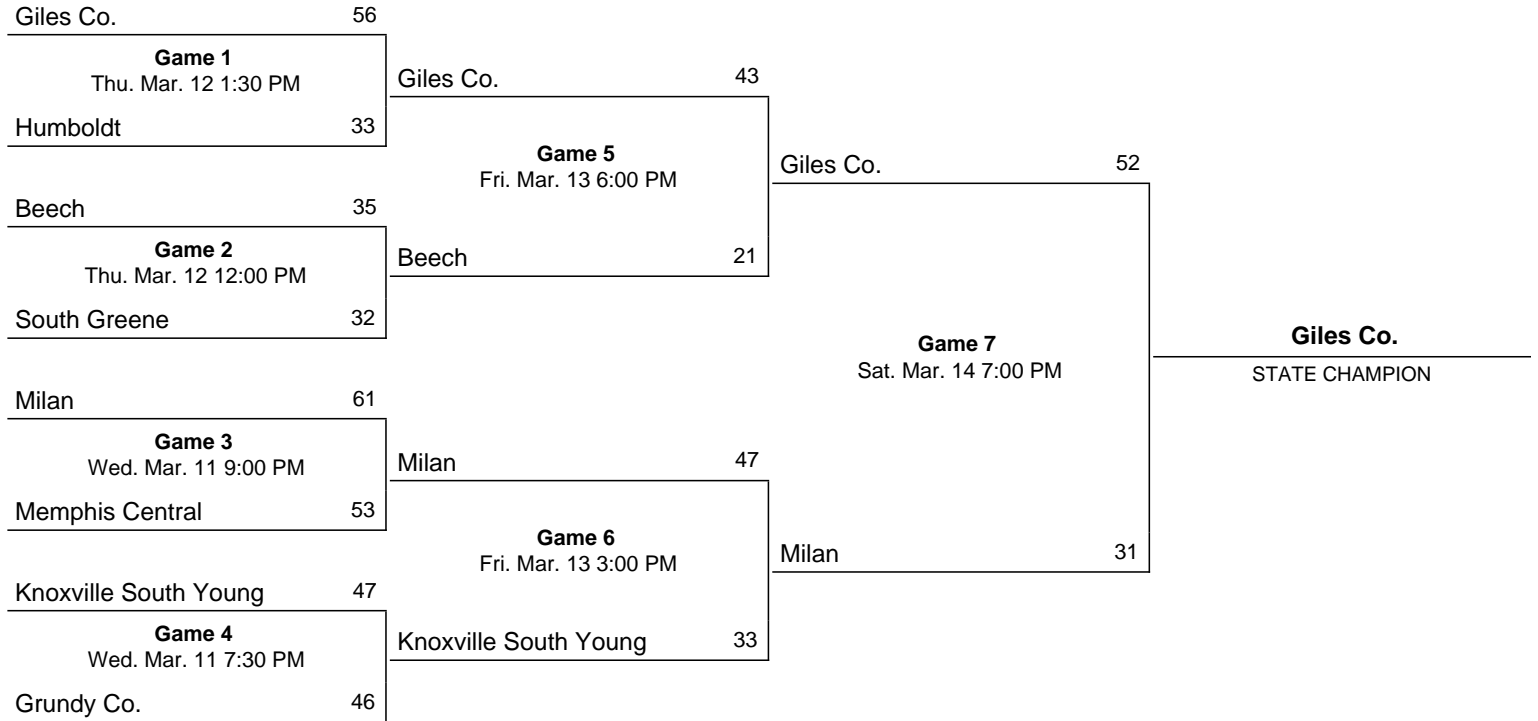 Giles Co. 56
Game 1
Thu. Mar. 12 1:30 PM
Humboldt 33
Beech 35
Game 2
Thu. Mar. 12 12:00 PM
South Greene 32
Milan 61
Game 3
Wed. Mar. 11 9:00 PM
Memphis Central 53
Knoxville South Young 47
Game 4
Wed. Mar. 11 7:30 PM
Grundy Co. 46
Giles Co. 43
Game 5
Fri. Mar. 13 6:00 PM
Beech 21
Milan 47
Game 6
Fri. Mar. 13 3:00 PM
Knoxville South Young 33
Giles Co. 52
Game 7
Sat. Mar. 14 7:00 PM
Milan 31
Giles Co.
STATE CHAMPION